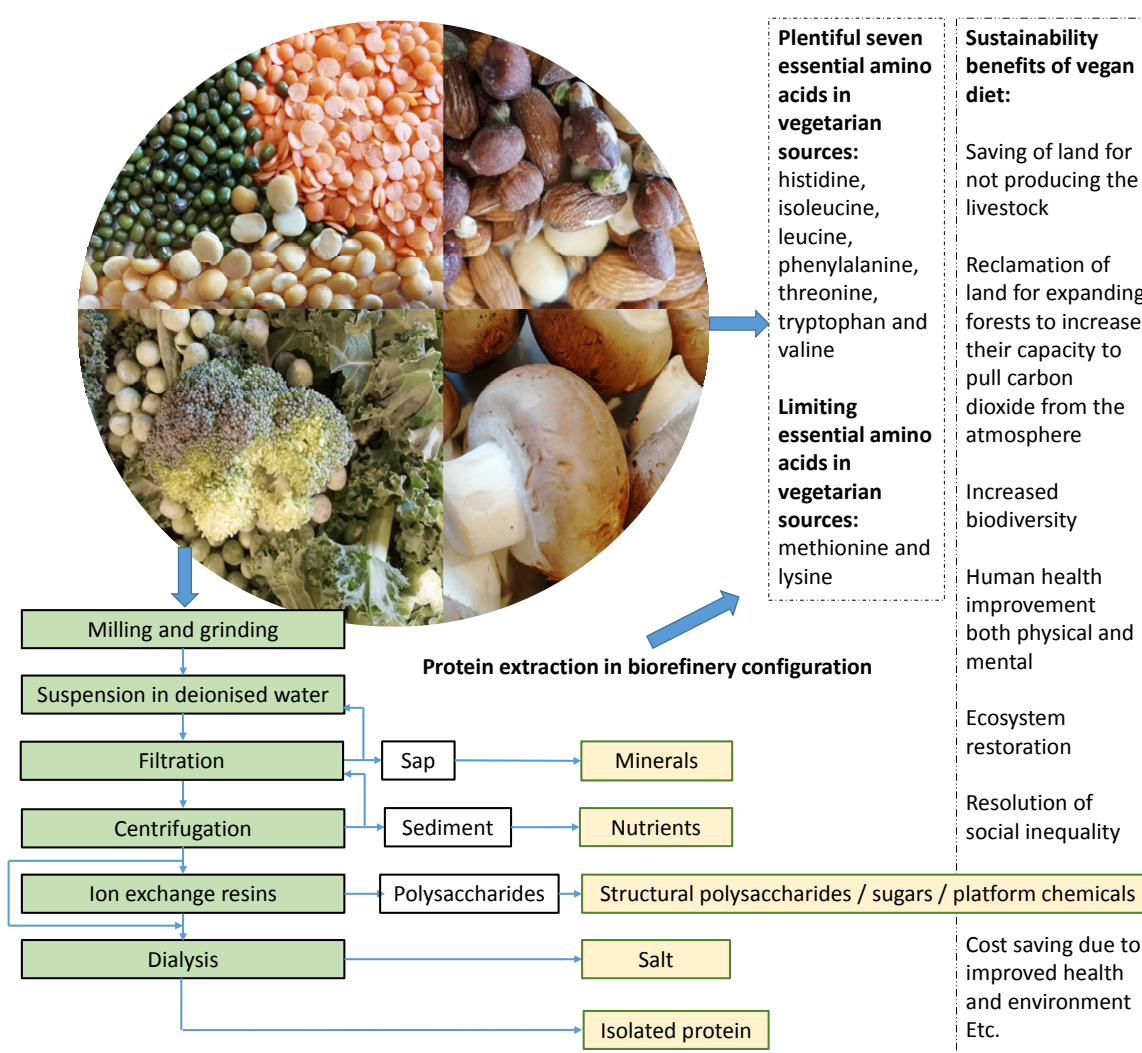 Plentiful seven
essential amino
acids in
vegetarian
sources:
histidine,
isoleucine,
leucine,
phenylalanine,
threonine,
tryptophan and
valine
Limiting
essential amino
acids in
vegetarian
sources:
methionine and
lysine
Sustainability
benefits of vegan
diet:
Saving of land for
not producing the
livestock
Reclamation of
land for expanding
forests to increase
their capacity to
pull carbon
dioxide from the
atmosphere
Increased
biodiversity
Human health
improvement
both physical and
mental
Ecosystem
restoration
Resolution of
social inequality
Cost saving due to
improved health
and environment
Etc.
Protein extraction in biorefinery configuration
Milling and grinding
Suspension in deionised water
Filtration
Sap
Minerals
Centrifugation
Sediment
Nutrients
Ion exchange resins
Polysaccharides
Structural polysaccharides / sugars / platform chemicals
Dialysis
Salt
Isolated protein